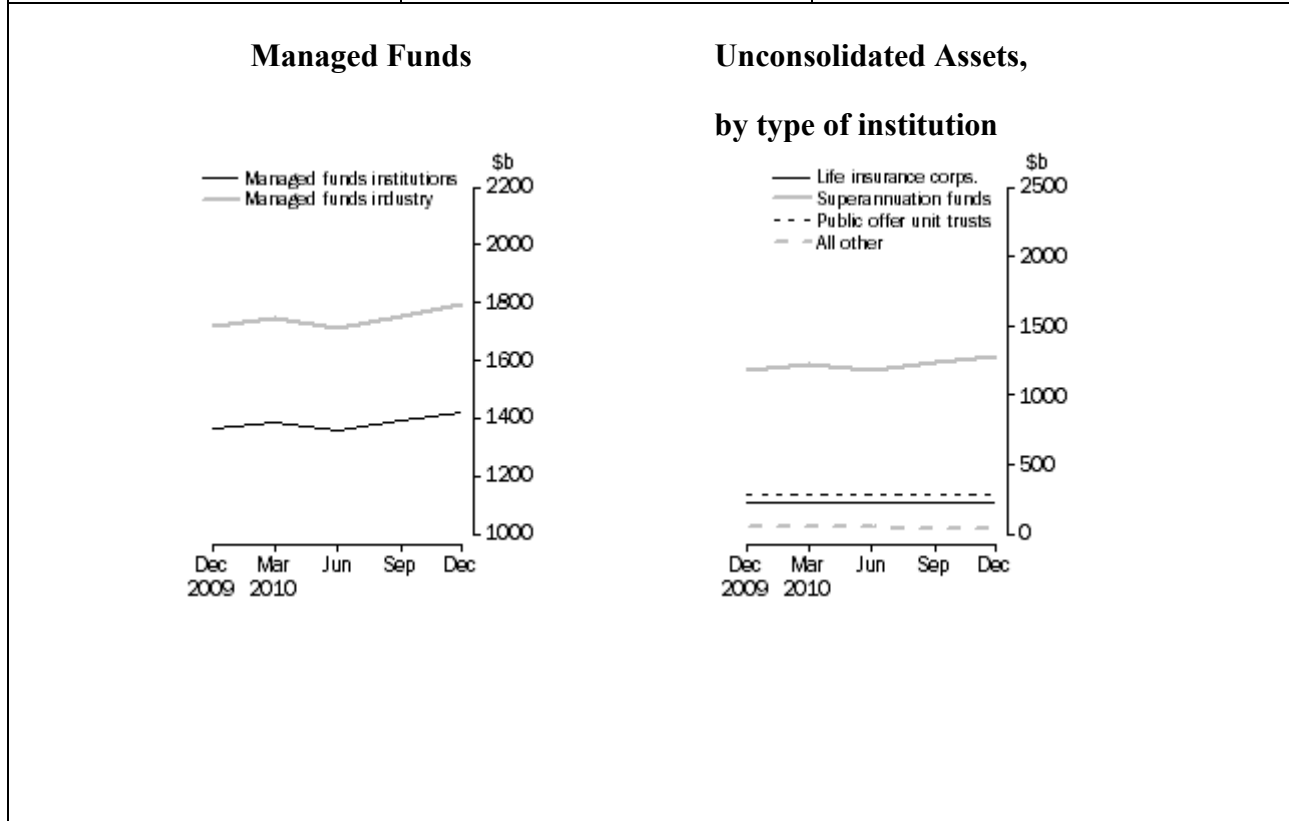 Managed Funds
$b
Managed funds institutions
Managed funds industry
2200
2000
1800
1600
1400
1200
1000
Dec Mar Jun Sep Dec
2009 2010
Unconsolidated Assets,
by type of institution
$b
Life insurance corps.
Superannuation funds
Public offer unit trusts
All other
2500
2000
1500
1000
500
0
Dec Mar Jun Sep Dec
2009 2010